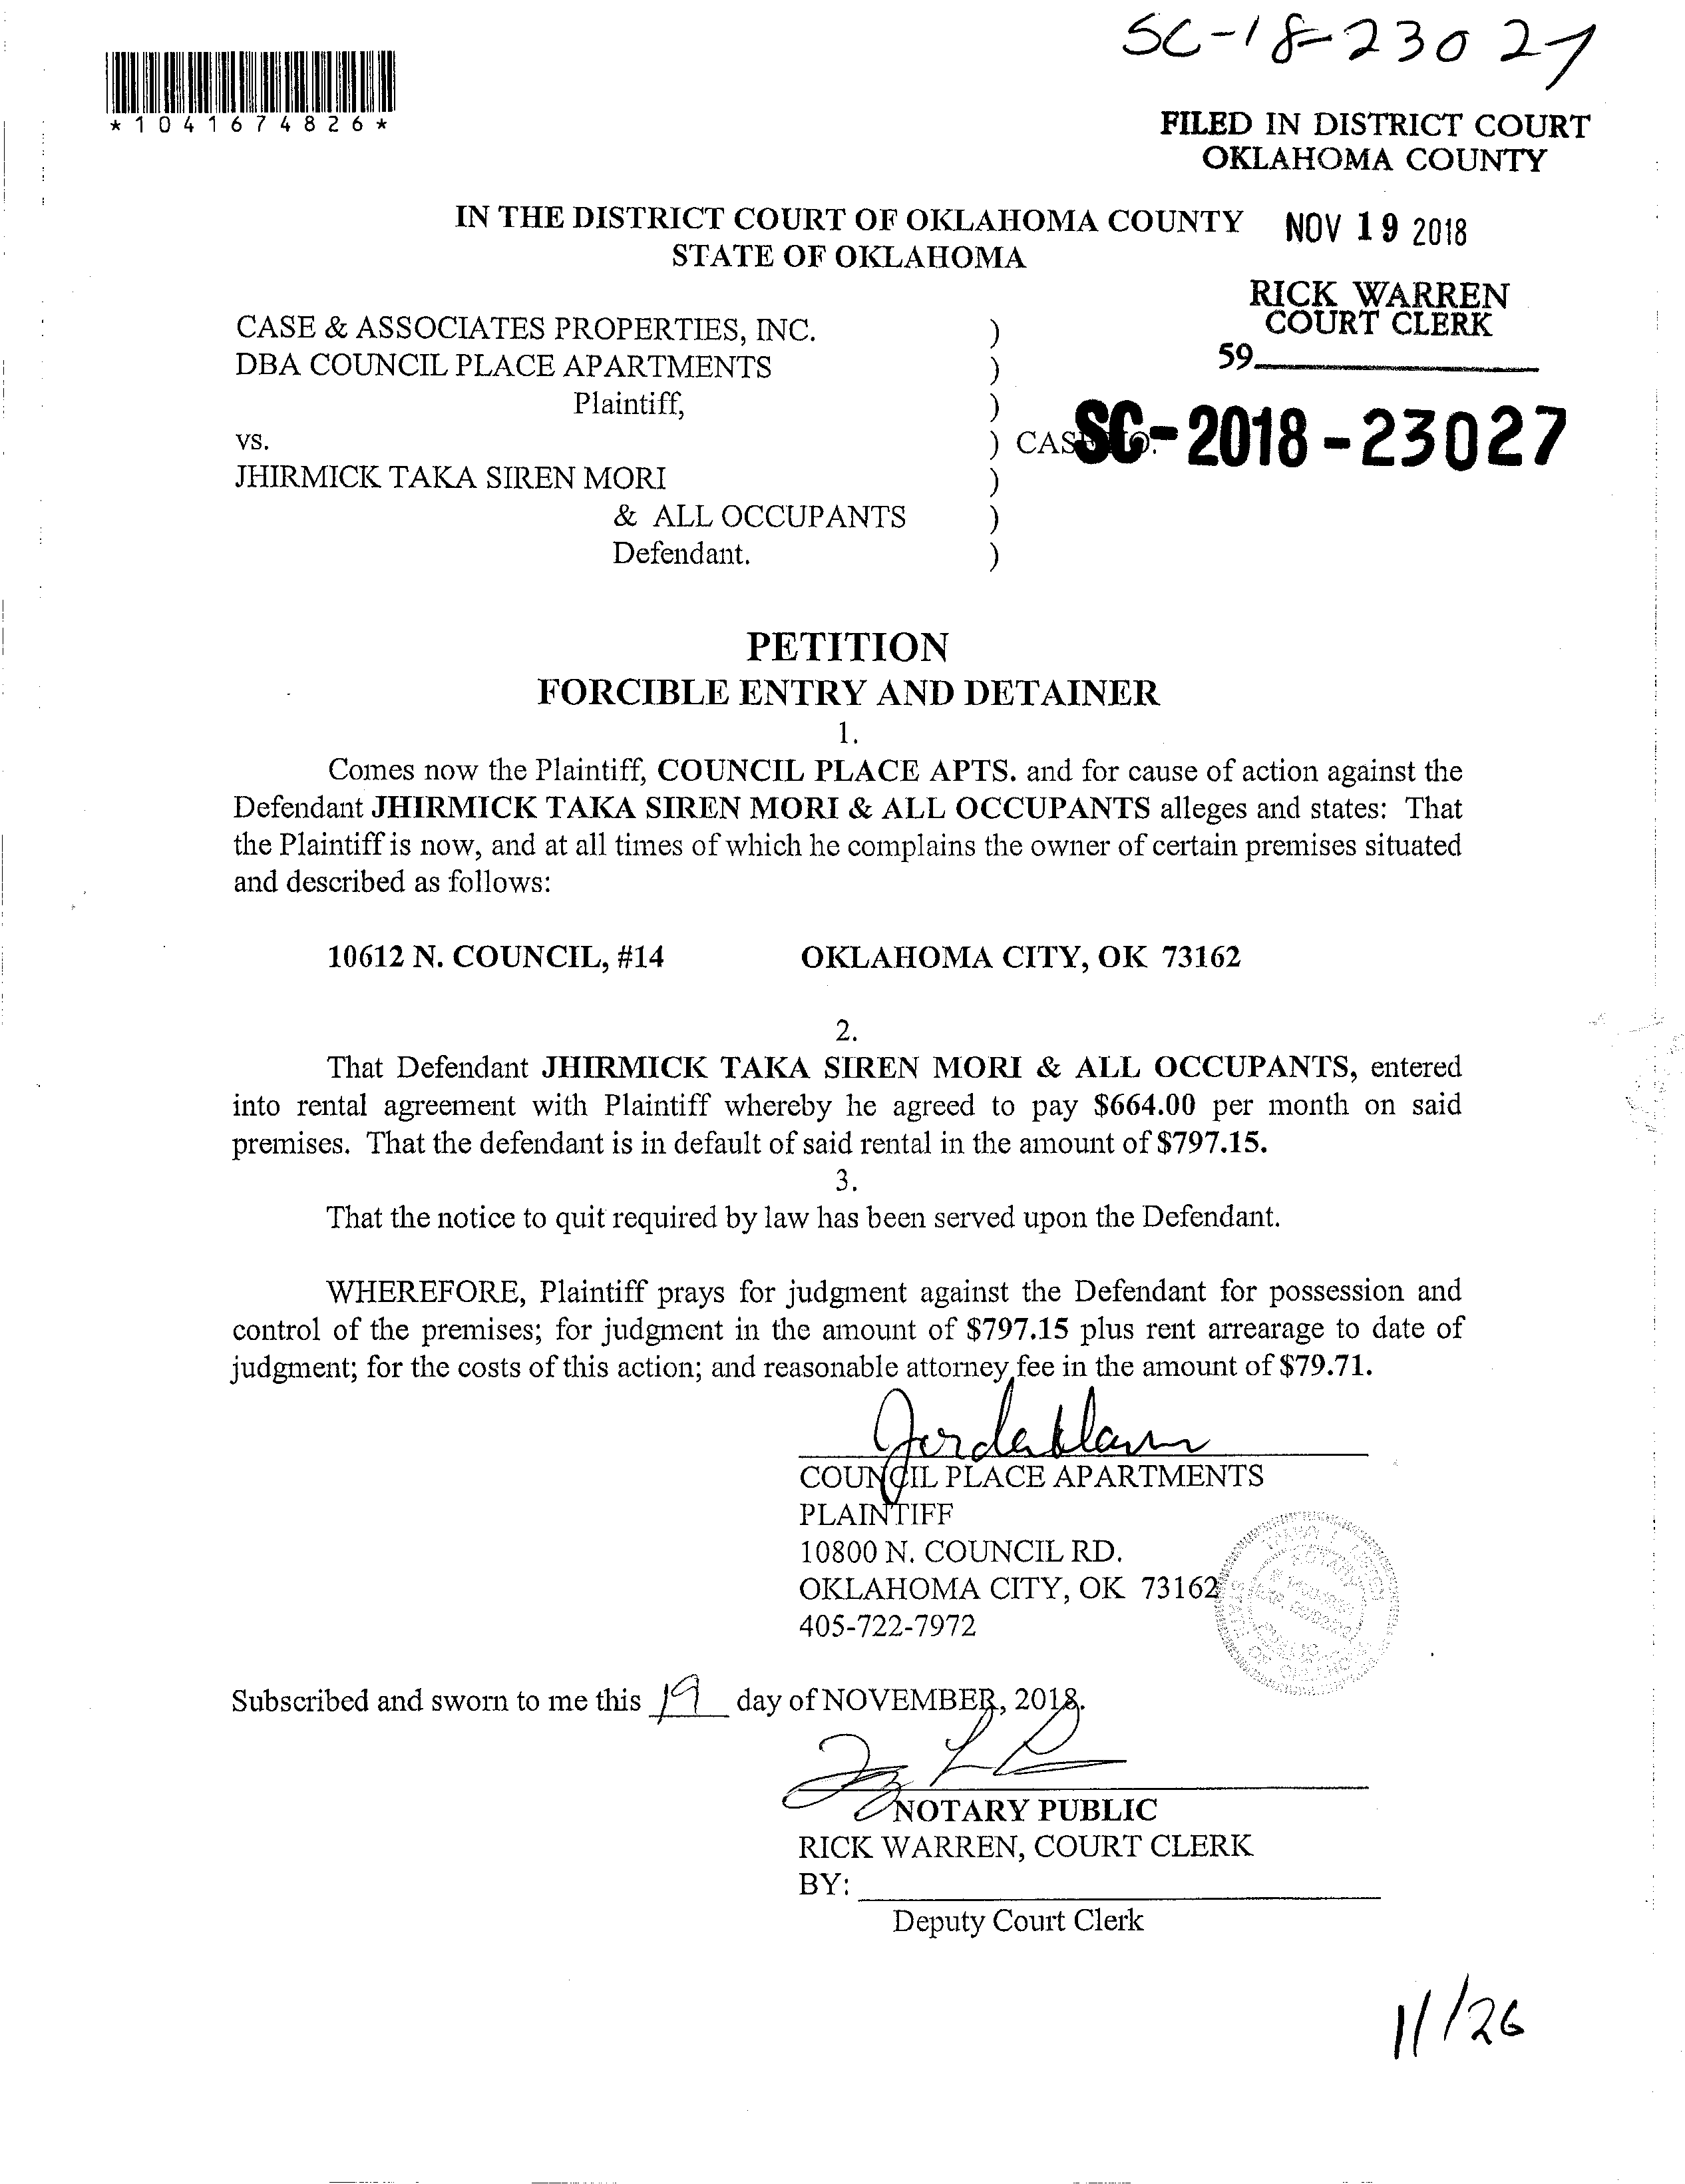 SC-18-23027
*1041674826*
FILED IN DISTRICT COURT
OKLAHOMA COUNTY
IN THE DISTRICT COURT OF OKLAHOMA COUNTY
STATE OF OKLAHOMA
NOV 19 2018
RICK WARREN
COURT CLERK
59
CASE & ASSOCIATES PROPERTIES, INC. )
DBA COUNCIL PLACE APARTMENTS )
Plaintiff, )
vs. ) CASE NO. SC-2018-23027
JHIRMICK TAKA SIREN MORI )
& ALL OCCUPANTS )
Defendant. )
PETITION
FORCIBLE ENTRY AND DETAINER
1.
Comes now the Plaintiff, COUNCIL PLACE APTS. and for cause of action against the
Defendant JHIRMICK TAKA SIREN MORI & ALL OCCUPANTS alleges and states: That
the Plaintiff is now, and at all times of which he complains the owner of certain premises situated
and described as follows:
10612 N. COUNCIL, #14 OKLAHOMA CITY, OK 73162
2.
That Defendant JHIRMICK TAKA SIREN MORI & ALL OCCUPANTS, entered
into rental agreement with Plaintiff whereby he agreed to pay $664.00 per month on said
premises. That the defendant is in default of said rental in the amount of $797.15.
3.
That the notice to quit required by law has been served upon the Defendant.
WHEREFORE, Plaintiff prays for judgment against the Defendant for possession and
control of the premises; for judgment in the amount of $797.15 plus rent arrearage to date of
judgment; for the costs of this action; and reasonable attorney fee in the amount of $79.71.
COUNCIL PLACE APARTMENTS
PLAINTIFF
10800 N. COUNCIL RD.
OKLAHOMA CITY, OK 73162
405-722-7972
Subscribed and sworn to me this 19 day of NOVEMBER, 2018.
NOTARY PUBLIC
RICK WARREN, COURT CLERK
BY:
Deputy Court Clerk
11/26